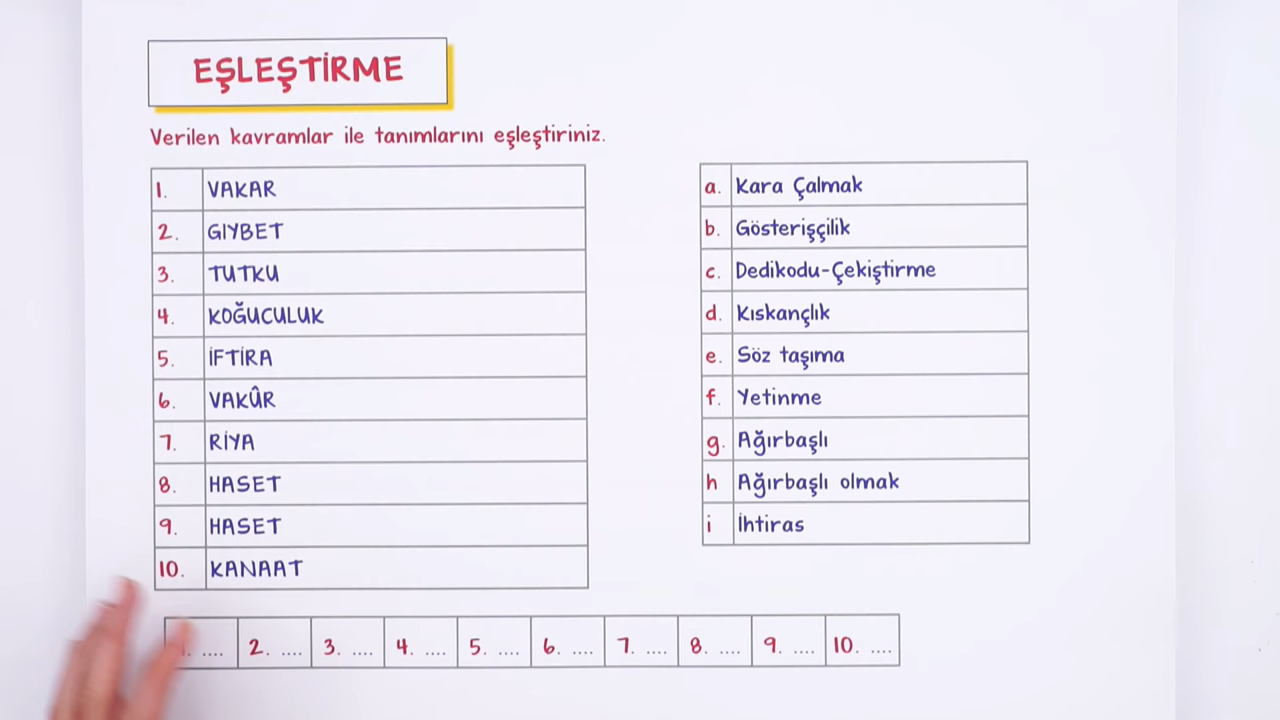 EŞLEŞTİRME
Verilen kavramlar ile tanımlarını eşleştiriniz.
1. VAKAR
2. GIYBET
3. TUTKU
4. KOĞUCULUK
5. İFTİRA
6. VAKÛR
7. RİYA
8. HASET
9. HASET
10. KANAAT
a. Kara Çalmak
b. Gösterişçilik
c. Dedikodu-Çekiştirme
d. Kıskançlık
e. Söz taşıma
f. Yetinme
g. Ağırbaşlı
h Ağırbaşlı olmak
i İhtiras
1. .... 2. .... 3. .... 4. .... 5. .... 6. .... 7. .... 8. .... 9. .... 10. ....